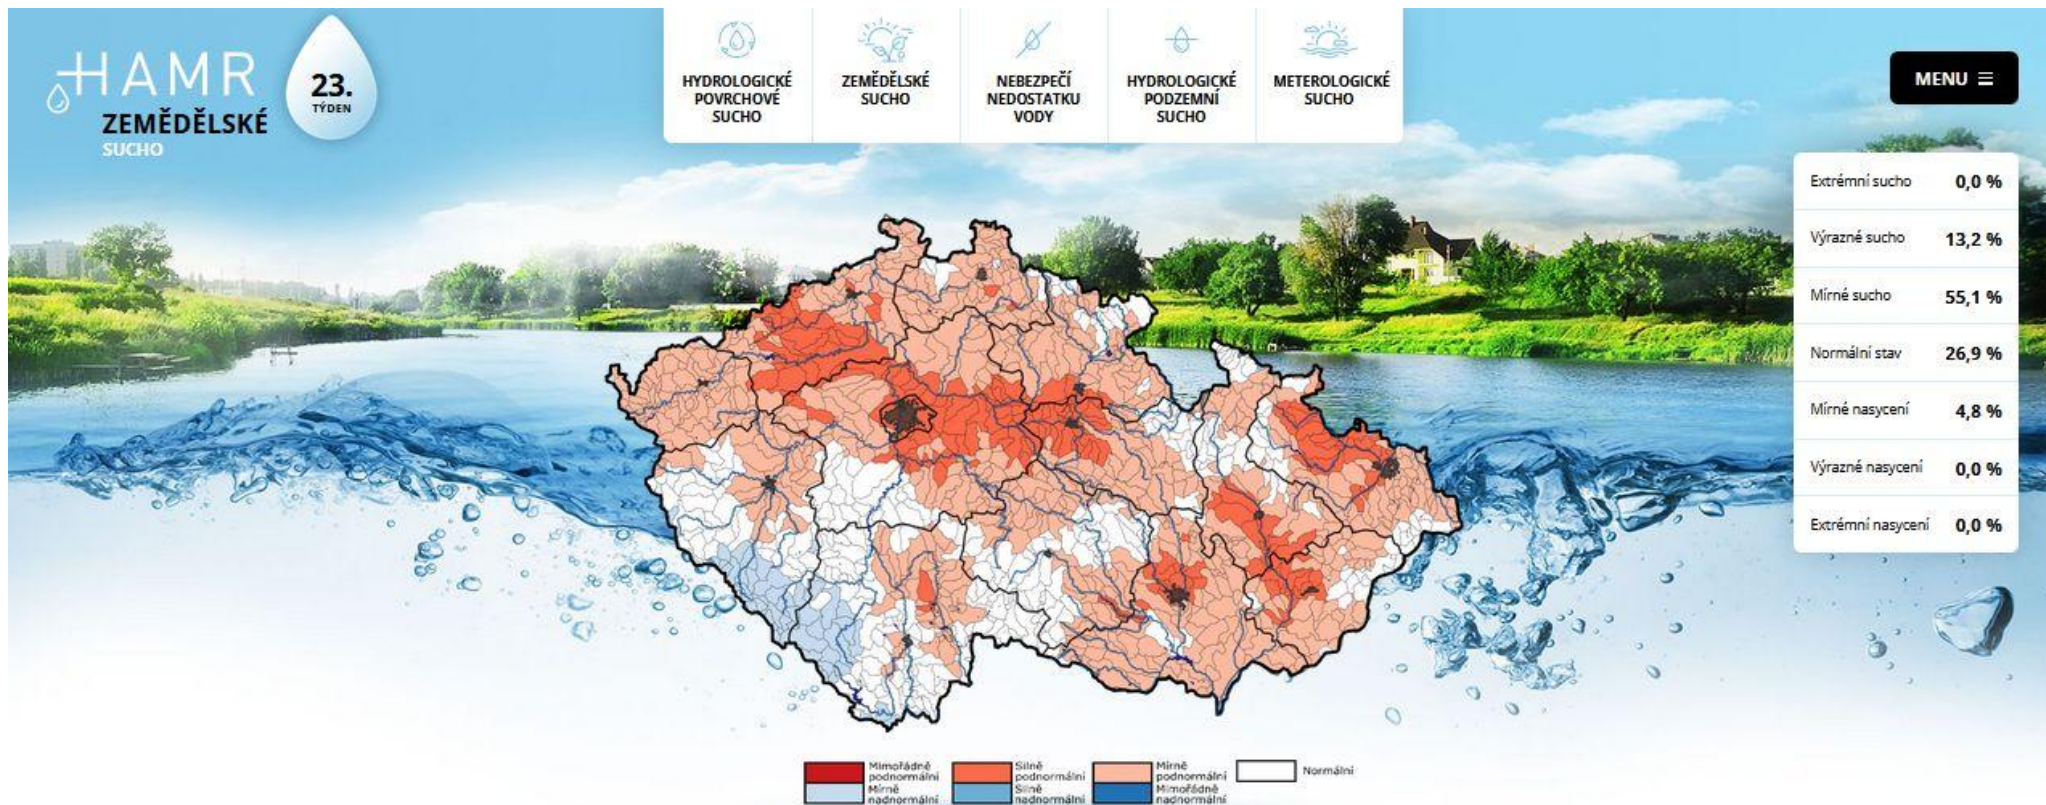 HAMR
ZEMĚDĚLSKÉ
SUCHO
23.
TÝDEN
HYDROLOGICKÉ
POVRCHOVÉ
SUCHO
ZEMĚDĚLSKÉ
SUCHO
NEBEZPEČÍ
NEDOSTATKU
VODY
HYDROLOGICKÉ
PODZEMNÍ
SUCHO
METEROLOGICKÉ
SUCHO
MENU
Extrémní sucho 0,0 %
Výrazné sucho 13,2 %
Mírné sucho 55,1 %
Normální stav 26,9 %
Mírné nasycení 4,8 %
Výrazné nasycení 0,0 %
Extrémní nasycení 0,0 %
Mimořádně
podnormální
Silně
podnormální
Mírně
podnormální
Normální
Mírně
nadnormální
Silně
nadnormální
Mimořádně
nadnormální